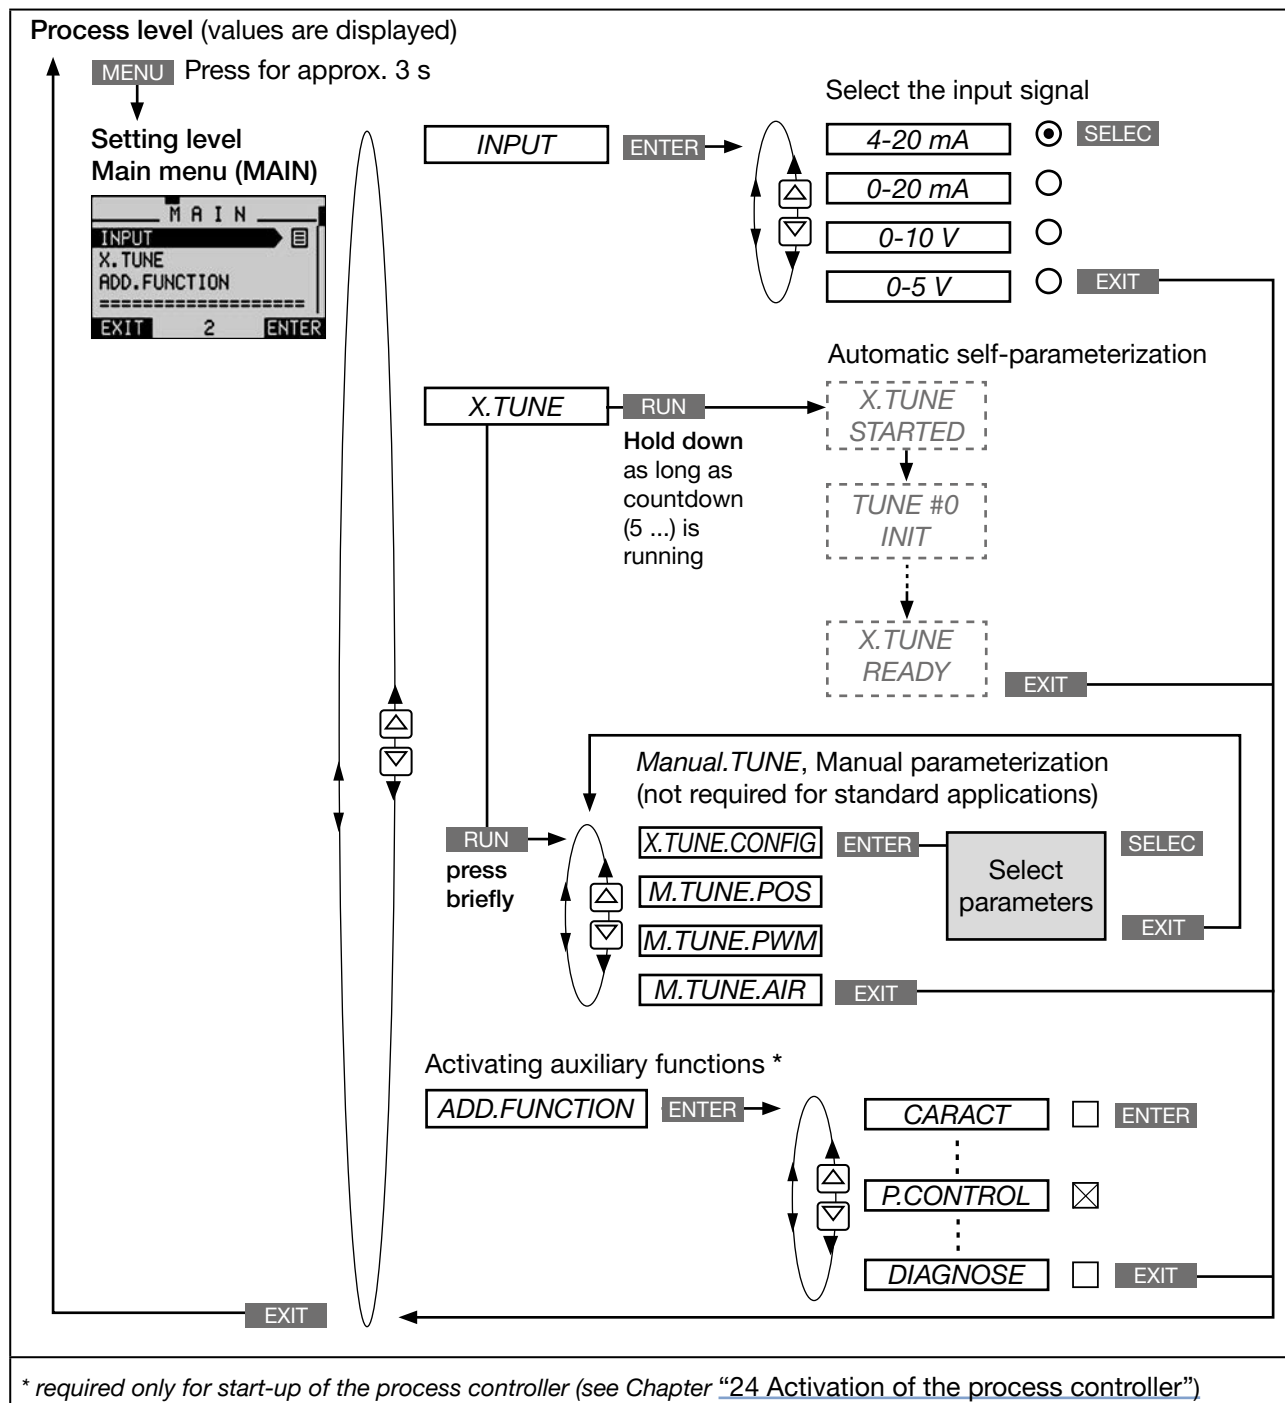 Process level (values are displayed)
MENU Press for approx. 3 s
Setting level
Main menu (MAIN)
MAIN
INPUT
X.TUNE
ADD.FUNCTION
====================
EXIT 2 ENTER
Select the input signal
INPUT ENTER
4-20 mA SELEC
0-20 mA
0-10 V
0-5 V EXIT
Automatic self-parameterization
X.TUNE RUN
Hold down
as long as
countdown
(5 ...) is
running
X.TUNE
STARTED
TUNE #0
INIT
X.TUNE
READY
EXIT
Manual.TUNE, Manual parameterization
(not required for standard applications)
RUN
press
briefly
X.TUNE.CONFIG ENTER
Select
parameters
SELEC
EXIT
M.TUNE.POS
M.TUNE.PWM
M.TUNE.AIR EXIT
Activating auxiliary functions *
ADD.FUNCTION ENTER
CARACT ENTER
P.CONTROL
DIAGNOSE EXIT
EXIT
* required only for start-up of the process controller (see Chapter "24 Activation of the process controller")